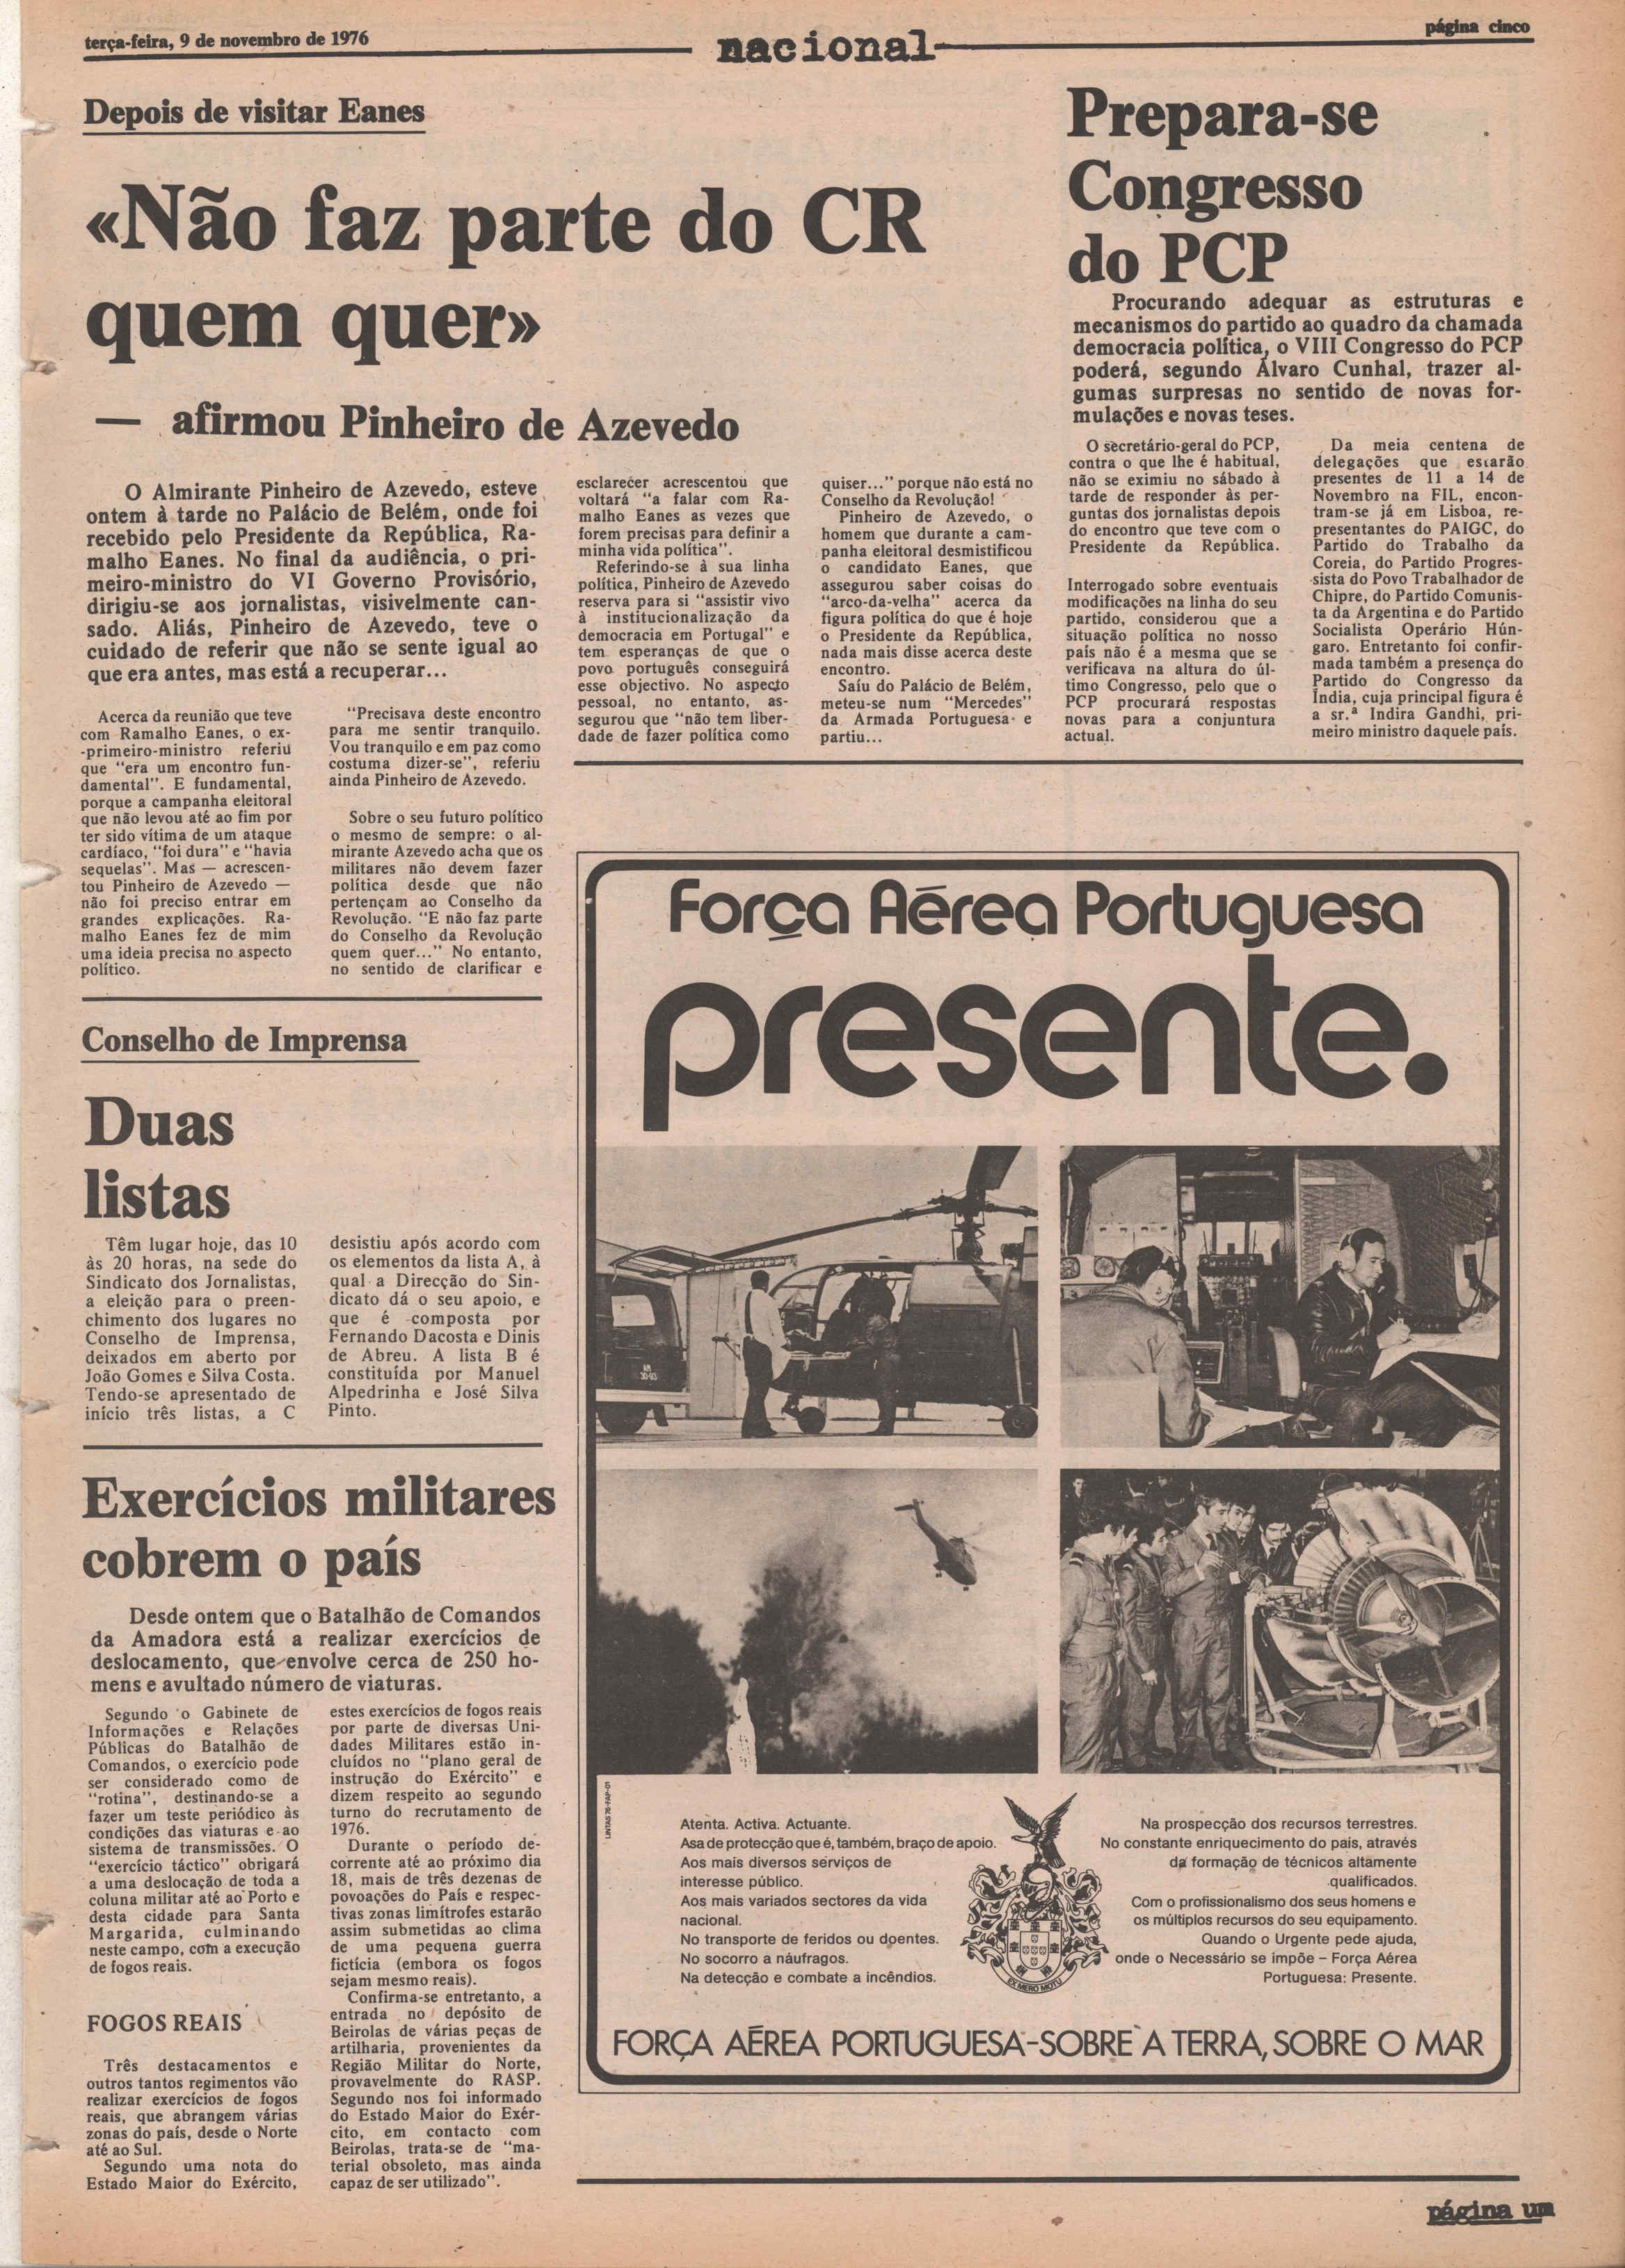 terça-feira, 9 de novembro de 1976
nacional
página cinco
Depois de visitar Eanes
«Não faz parte do CR
quem quer»
— afirmou Pinheiro de Azevedo
O Almirante Pinheiro de Azevedo, esteve
ontem à tarde no Palácio de Belém, onde foi
recebido pelo Presidente da República, Ra-
malho Eanes. No final da audiência, o pri-
meiro-ministro do VI Governo Provisório,
dirigiu-se aos jornalistas, visivelmente can-
sado. Aliás, Pinheiro de Azevedo, teve o
cuidado de referir que não se sente igual ao
que era antes, mas está a recuperar...
Acerca da reunião que teve
com Ramalho Eanes, o ex-
-primeiro-ministro referiu
que "era um encontro fun-
damental". E fundamental,
porque a campanha eleitoral
que não levou até ao fim por
ter sido vítima de um ataque
cardíaco, "foi dura" e "havia
sequelas". Mas — acrescen-
tou Pinheiro de Azevedo —
não foi preciso entrar em
grandes explicações. Ra-
malho Eanes fez de mim
uma ideia precisa no aspecto
político.
"Precisava deste encontro
para me sentir tranquilo.
Vou tranquilo e em paz como
costuma dizer-se", referiu
ainda Pinheiro de Azevedo.
Sobre o seu futuro político
o mesmo de sempre: o al-
mirante Azevedo acha que os
militares não devem fazer
política desde que não
pertençam ao Conselho da
Revolução. "E não faz parte
do Conselho da Revolução
quem quer..." No entanto,
no sentido de clarificar e
esclarecer acrescentou que
voltará "a falar com Ra-
malho Eanes as vezes que
forem precisas para definir a
minha vida política".
Referindo-se à sua linha
política, Pinheiro de Azevedo
reserva para si "assistir vivo
à institucionalização da
democracia em Portugal" e
tem esperanças de que o
povo português conseguirá
esse objectivo. No aspecto
pessoal, no entanto, as-
segurou que "não tem liber-
dade de fazer política como
quiser..." porque não está no
Conselho da Revolução!
Pinheiro de Azevedo, o
homem que durante a cam-
panha eleitoral desmistificou
o candidato Eanes, que
assegurou saber coisas do
"arco-da-velha" acerca da
figura política do que é hoje
o Presidente da República,
nada mais disse acerca deste
encontro.
Saíu do Palácio de Belém,
meteu-se num "Mercedes"
da Armada Portuguesa e
partiu...
Prepara-se
Congresso
do PCP
Procurando adequar as estruturas e
mecanismos do partido ao quadro da chamada
democracia política, o VIII Congresso do PCP
poderá, segundo Álvaro Cunhal, trazer al-
gumas surpresas no sentido de novas for-
mulações e novas teses.
O secretário-geral do PCP,
contra o que lhe é habitual,
não se eximiu no sábado à
tarde de responder às per-
guntas dos jornalistas depois
do encontro que teve com o
Presidente da República.
Interrogado sobre eventuais
modificações na linha do seu
partido, considerou que a
situação política no nosso
país não é a mesma que se
verificava na altura do úl-
timo Congresso, pelo que o
PCP procurará respostas
novas para a conjuntura
actual.
Da meia centena de
delegações que estarão
presentes de 11 a 14 de
Novembro na FIL, encon-
tram-se já em Lisboa, re-
presentantes do PAIGC, do
Partido do Trabalho da
Coreia, do Partido Progres-
sista do Povo Trabalhador de
Chipre, do Partido Comunis-
ta da Argentina e do Partido
Socialista Operário Hún-
garo. Entretanto foi confir-
mada também a presença do
Partido do Congresso da
Índia, cuja principal figura é
a sr.ª Indira Gandhi, pri-
meiro ministro daquele país.
Conselho de Imprensa
Duas
listas
Têm lugar hoje, das 10
às 20 horas, na sede do
Sindicato dos Jornalistas,
a eleição para o preen-
chimento dos lugares no
Conselho de Imprensa,
deixados em aberto por
João Gomes e Silva Costa.
Tendo-se apresentado de
início três listas, a C
desistiu após acordo com
os elementos da lista A, à
qual a Direcção do Sin-
dicato dá o seu apoio, e
que é composta por
Fernando Dacosta e Dinis
de Abreu. A lista B é
constituída por Manuel
Alpedrinha e José Silva
Pinto.
Exercícios militares
cobrem o país
Desde ontem que o Batalhão de Comandos
da Amadora está a realizar exercícios de
deslocamento, que envolve cerca de 250 ho-
mens e avultado número de viaturas.
Segundo o Gabinete de
Informações e Relações
Públicas do Batalhão de
Comandos, o exercício pode
ser considerado como de
"rotina", destinando-se a
fazer um teste periódico às
condições das viaturas e ao
sistema de transmissões. O
"exercício táctico" obrigará
a uma deslocação de toda a
coluna militar até ao Porto e
desta cidade para Santa
Margarida, culminando
neste campo, com a execução
de fogos reais.
FOGOS REAIS
Três destacamentos e
outros tantos regimentos vão
realizar exercícios de fogos
reais, que abrangem várias
zonas do país, desde o Norte
até ao Sul.
Segundo uma nota do
Estado Maior do Exército,
estes exercícios de fogos reais
por parte de diversas Uni-
dades Militares estão in-
cluídos no "plano geral de
instrução do Exército" e
dizem respeito ao segundo
turno do recrutamento de
1976.
Durante o período de-
corrente até ao próximo dia
18, mais de três dezenas de
povoações do País e respec-
tivas zonas limítrofes estarão
assim submetidas ao clima
de uma pequena guerra
fictícia (embora os fogos
sejam mesmo reais).
Confirma-se entretanto, a
entrada no depósito de
Beirolas de várias peças de
artilharia, provenientes da
Região Militar do Norte,
provavelmente do RASP.
Segundo nos foi informado
do Estado Maior do Exér-
cito, em contacto com
Beirolas, trata-se de "ma-
terial obsoleto, mas ainda
capaz de ser utilizado".
Força Aérea Portuguesa
presente.
AM
30-93
LINTAS 76-FAP-01
Atenta. Activa. Actuante.
Asa de protecção que é, também, braço de apoio.
Aos mais diversos serviços de
interesse público.
Aos mais variados sectores da vida
nacional.
No transporte de feridos ou doentes.
No socorro a náufragos.
Na detecção e combate a incêndios.
EX MERO MOTU
Na prospecção dos recursos terrestres.
No constante enriquecimento do país, através
da formação de técnicos altamente
qualificados.
Com o profissionalismo dos seus homens e
os múltiplos recursos do seu equipamento.
Quando o Urgente pede ajuda,
onde o Necessário se impõe – Força Aérea
Portuguesa: Presente.
FORÇA AÉREA PORTUGUESA-SOBRE A TERRA, SOBRE O MAR
página um